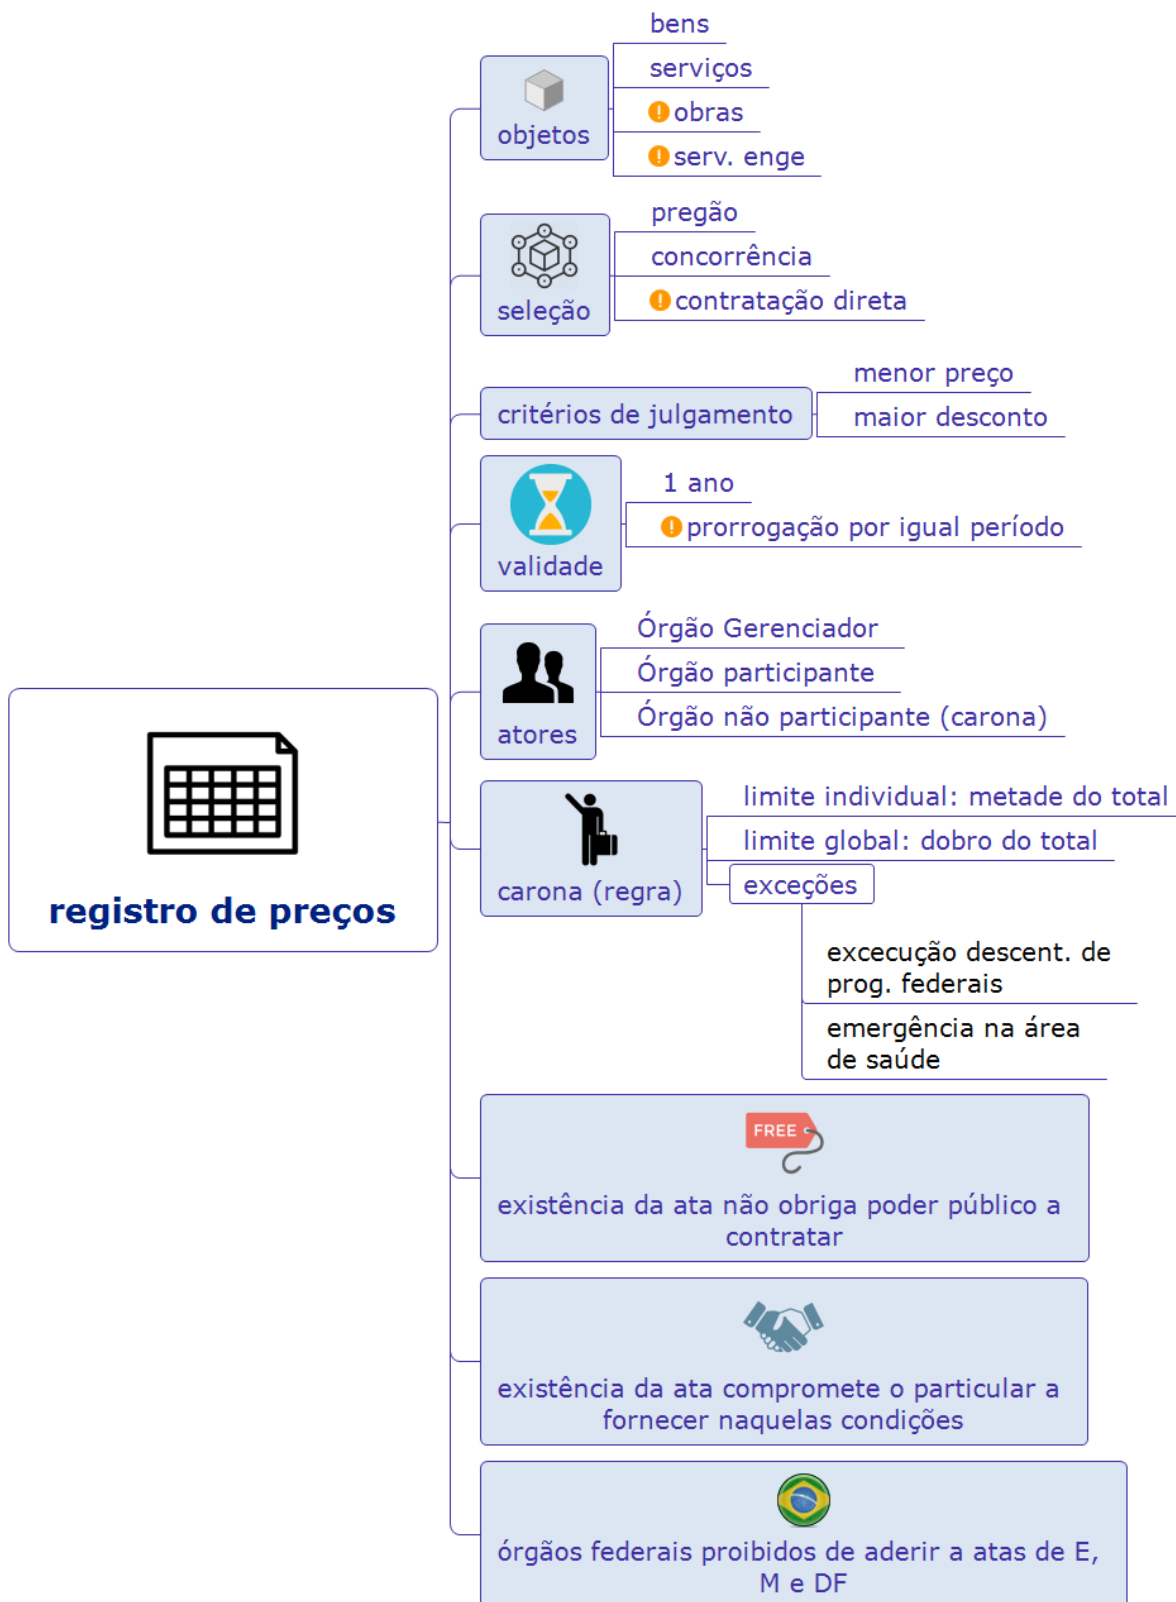 bens
serviços
obras
serv. enge
objetos
pregão
concorrência
contratação direta
seleção
menor preço
critérios de julgamento
maior desconto
1 ano
prorrogação por igual período
validade
Órgão Gerenciador
Órgão participante
Órgão não participante (carona)
atores
registro de preços
limite individual: metade do total
limite global: dobro do total
carona (regra)
exceções
excecução descent. de
prog. federais
emergência na área
de saúde
FREE
existência da ata não obriga poder público a
contratar
existência da ata compromete o particular a
fornecer naquelas condições
órgãos federais proibidos de aderir a atas de E,
M e DF